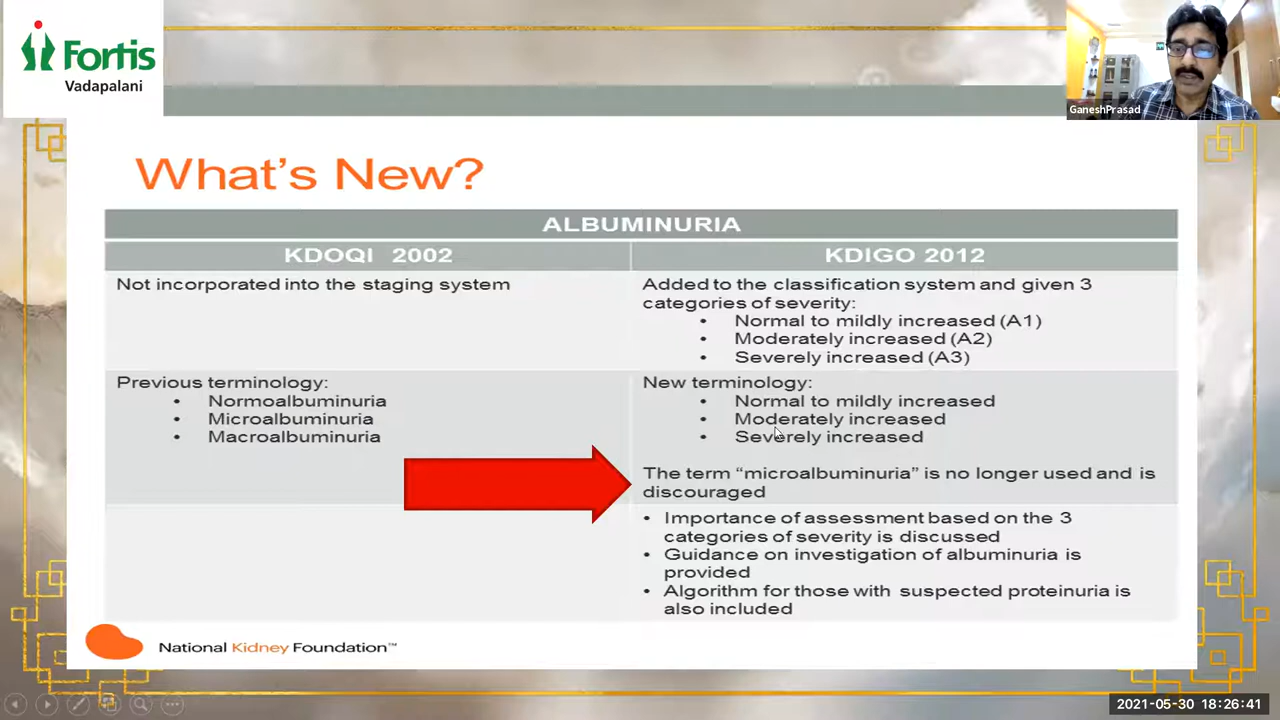 Fortis
Vadapalani
GaneshPrasad
What's New?
ALBUMINURIA
KDOQI 2002
KDIGO 2012
Not incorporated into the staging system
Added to the classification system and given 3
categories of severity:
• Normal to mildly increased (A1)
• Moderately increased (A2)
• Severely increased (A3)
Previous terminology:
• Normoalbuminuria
• Microalbuminuria
• Macroalbuminuria
New terminology:
• Normal to mildly increased
• Moderately increased
• Severely increased
The term “microalbuminuria” is no longer used and is
discouraged
• Importance of assessment based on the 3
categories of severity is discussed
• Guidance on investigation of albuminuria is
provided
• Algorithm for those with suspected proteinuria is
also included
National Kidney Foundation™
2021-05-30 18:26:41